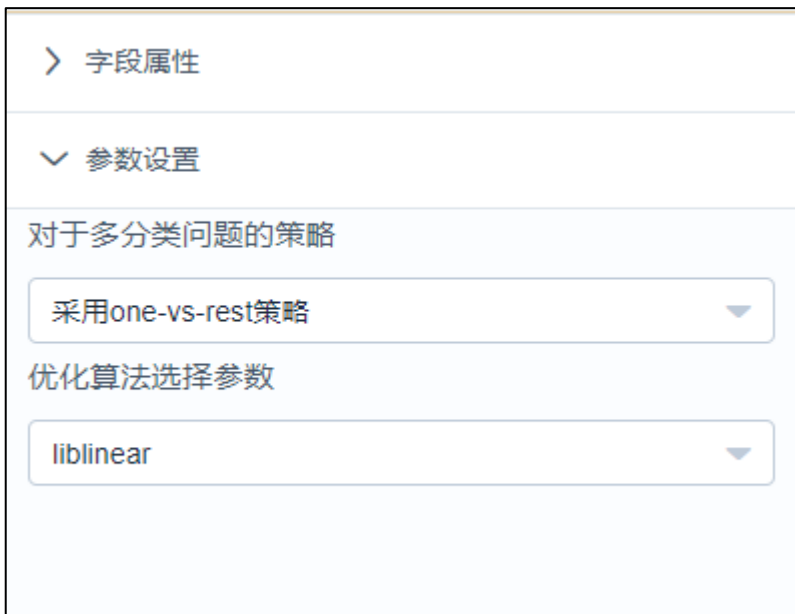 字段属性
参数设置
对于多分类问题的策略
采用one-vs-rest策略
优化算法选择参数
liblinear